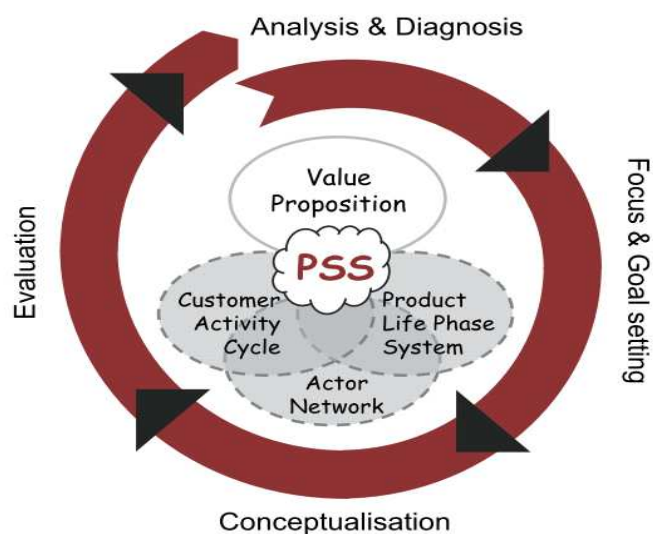 Analysis & Diagnosis
Focus & Goal setting
Conceptualisation
Evaluation
Value
Proposition
PSS
Customer
Activity
Cycle
Product
Life Phase
System
Actor
Network